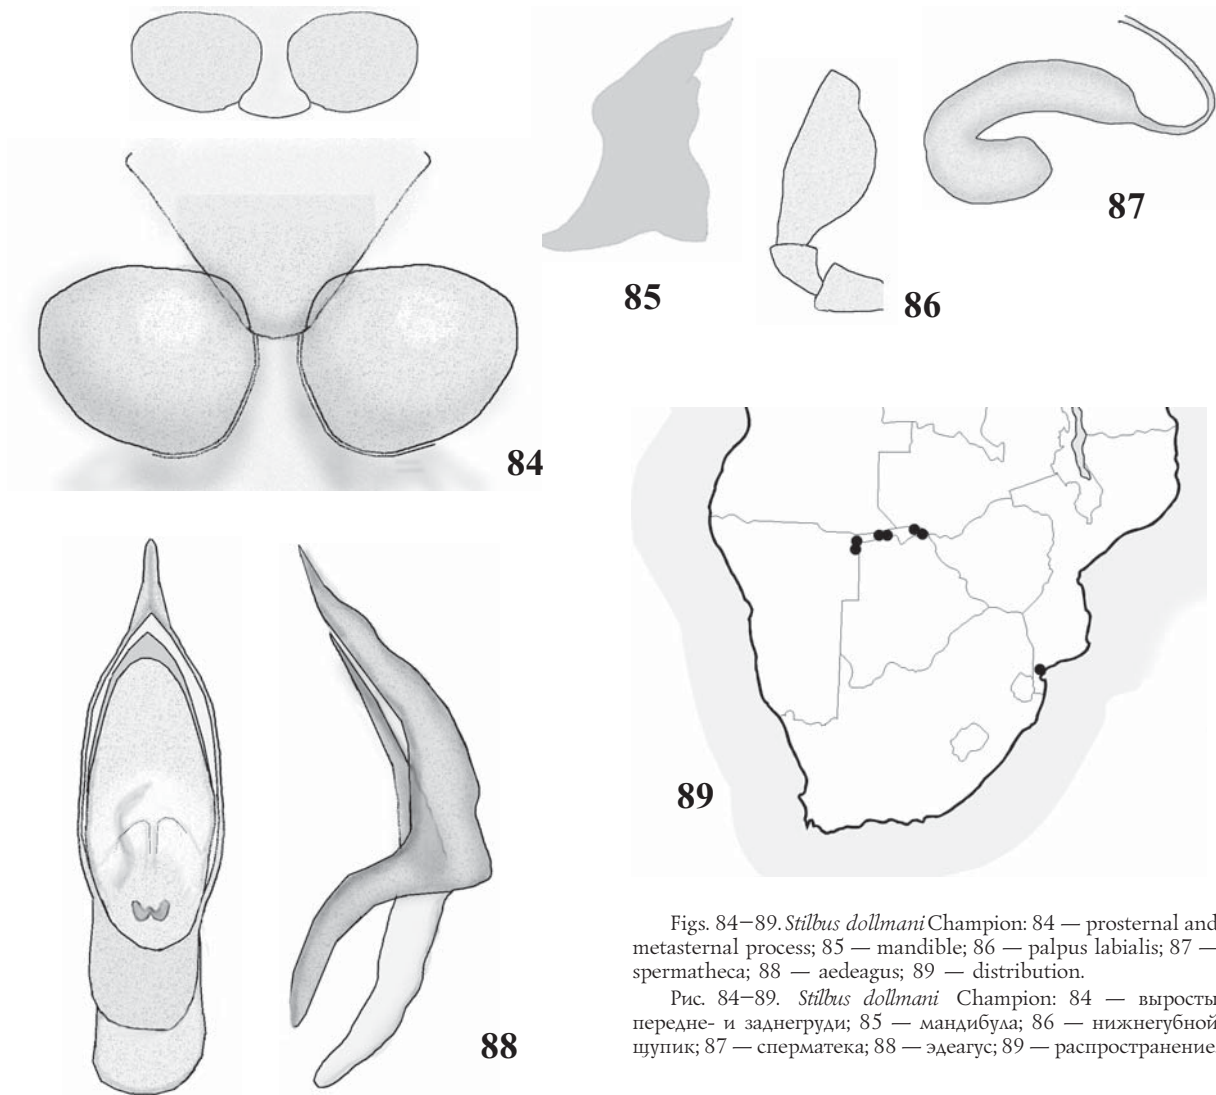 84
85
86
87
88
89
Figs. 84–89. Stilbus dollmani Champion: 84 — prosternal and
metasternal process; 85 — mandible; 86 — palpus labialis; 87 —
spermatheca; 88 — aedeagus; 89 — distribution.
Рис. 84–89. Stilbus dollmani Champion: 84 — выросты
передне- и заднегруди; 85 — мандибула; 86 — нижнегубной
щупик; 87 — сперматека; 88 — эдеагус; 89 — распространение